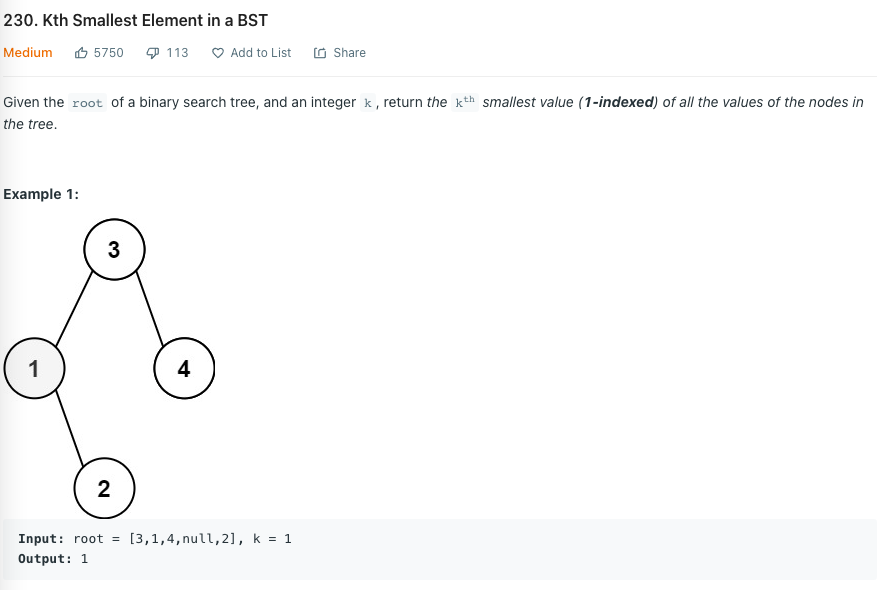 230. Kth Smallest Element in a BST
Medium 5750 113 Add to List Share
Given the root of a binary search tree, and an integer k, return the kth smallest value (1-indexed) of all the values of the nodes in
the tree.
Example 1:
3
1
4
2
Input: root = [3,1,4,null,2], k = 1
Output: 1